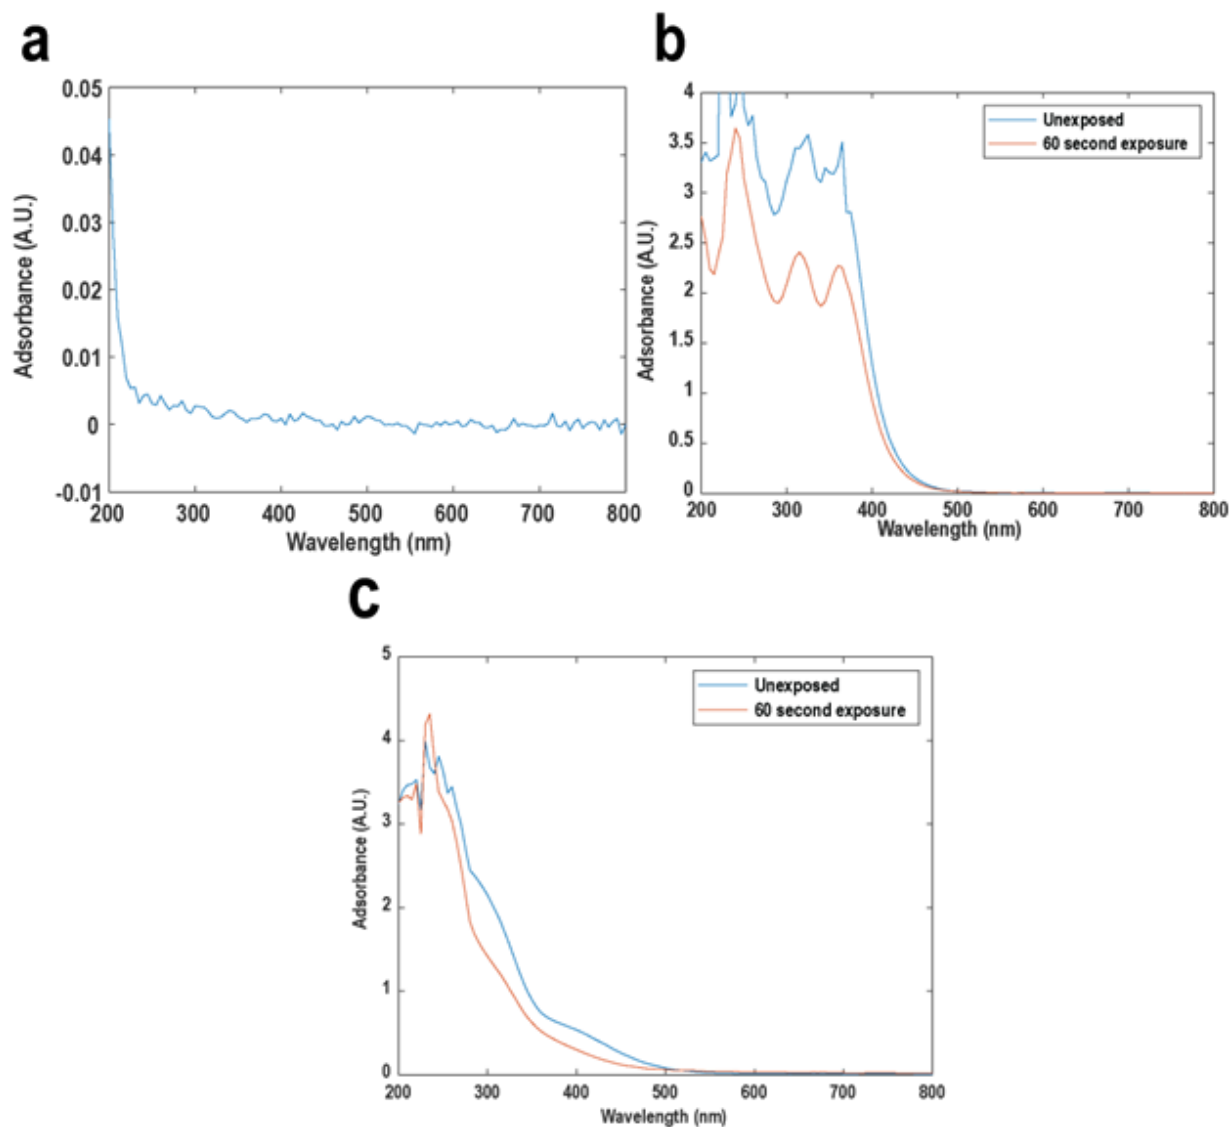 a
0.05
0.04
0.03
0.02
0.01
0
-0.01
200 300 400 500 600 700 800
Adsorbance (A.U.)
Wavelength (nm)
b
4
3.5
3
2.5
2
1.5
1
0.5
0
200 300 400 500 600 700 800
Adsorbance (A.U.)
Wavelength (nm)
Unexposed
60 second exposure
c
5
4
3
2
1
0
200 300 400 500 600 700 800
Adsorbance (A.U.)
Wavelength (nm)
Unexposed
60 second exposure